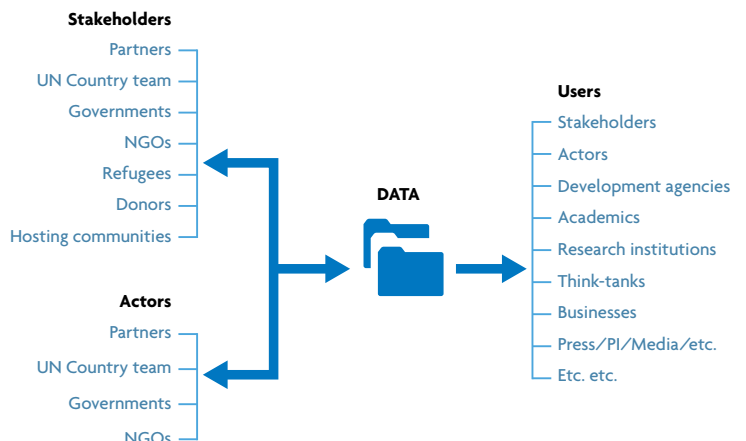 Stakeholders
Partners
UN Country team
Governments
NGOs
Refugees
Donors
Hosting communities
Actors
Partners
UN Country team
Governments
NGOs
DATA
Users
Stakeholders
Actors
Development agencies
Academics
Research institutions
Think-tanks
Businesses
Press/PI/Media/etc.
Etc. etc.